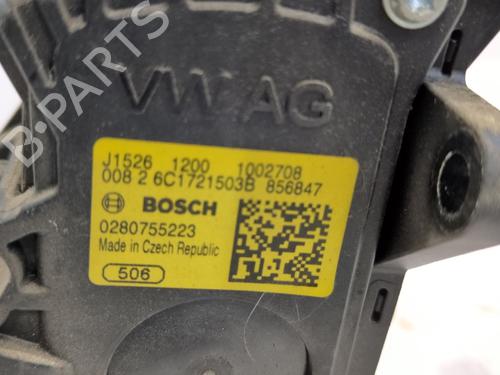 VW AG
J1526 1200 1002708
008 2 6C1721503B 856847
BOSCH
0280755223
Made in Czech Republic
506
B-PARTS